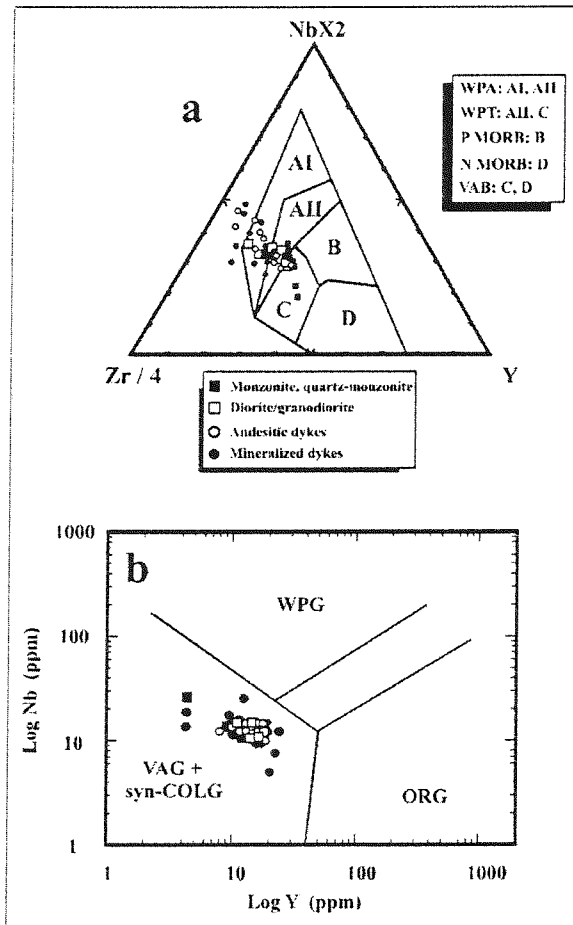 NbX2
a
WPA: AI, AII
WPT: AII, C
P MORB: B
N MORB: D
VAB: C, D
AI
AII
B
C
D
Zr / 4
Y
Monzonite, quartz-monzonite
Diorite/granodiorite
Andesitic dykes
Mineralized dykes
b
1000
100
10
1
Log Nb (ppm)
WPG
VAG +
syn-COLG
ORG
1
10
100
1000
Log Y (ppm)